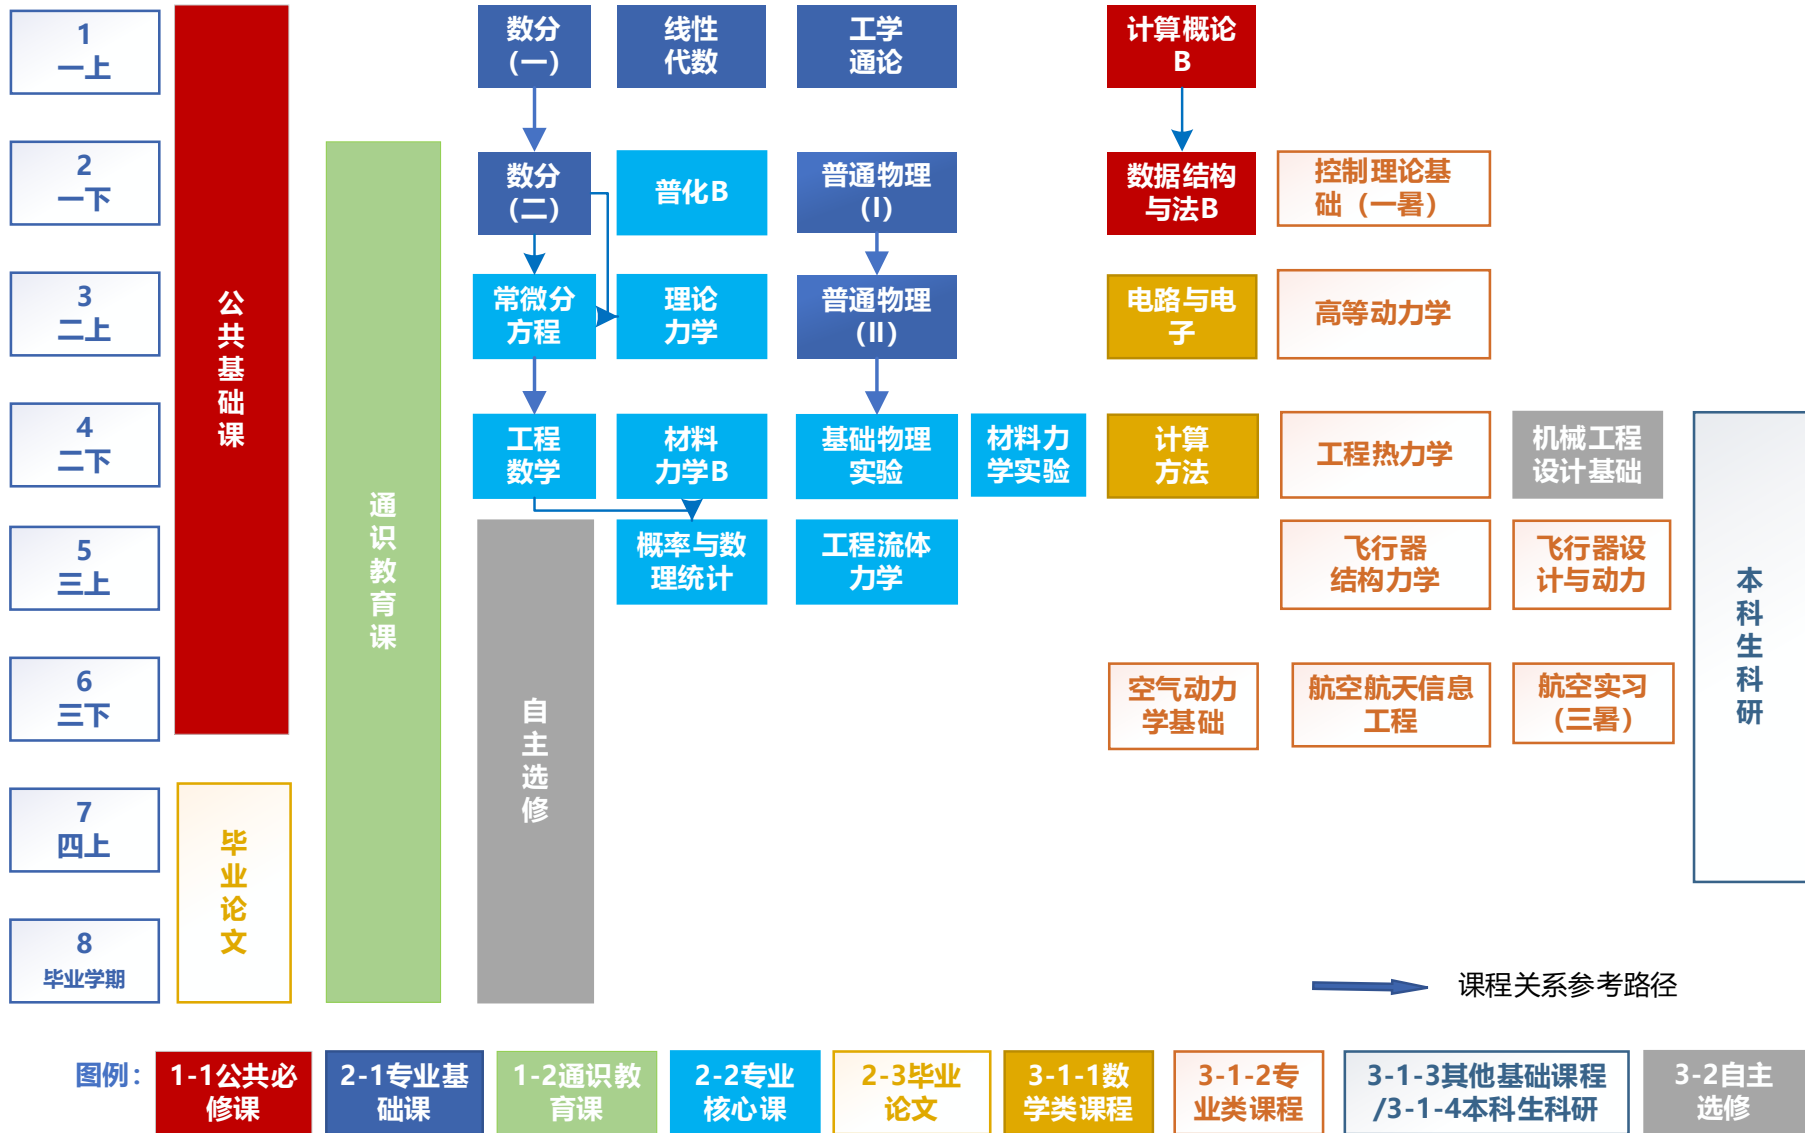 1
一上
数分
（一）
线性
代数
工学
通论
计算概论
B
2
一下
数分
（二）
普化B
普通物理
(I)
数据结构
与法B
控制理论基
础（一暑）
3
二上
常微分
方程
理论
力学
普通物理
(II)
电路与电
子
高等动力学
4
二下
工程
数学
材料
力学B
基础物理
实验
材料力
学实验
计算
方法
工程热力学
机械工程
设计基础
5
三上
概率与数
理统计
工程流体
力学
飞行器
结构力学
飞行器设
计与动力
6
三下
空气动力
学基础
航空航天信息
工程
航空实习
（三暑）
7
四上
8
毕业学期
公
共
基
础
课
毕
业
论
文
通
识
教
育
课
自
主
选
修
本
科
生
科
研
课程关系参考路径
图例：
1-1公共必
修课
2-1专业基
础课
1-2通识教
育课
2-2专业
核心课
2-3毕业
论文
3-1-1数
学类课程
3-1-2专
业类课程
3-1-3其他基础课程
/3-1-4本科生科研
3-2自主
选修